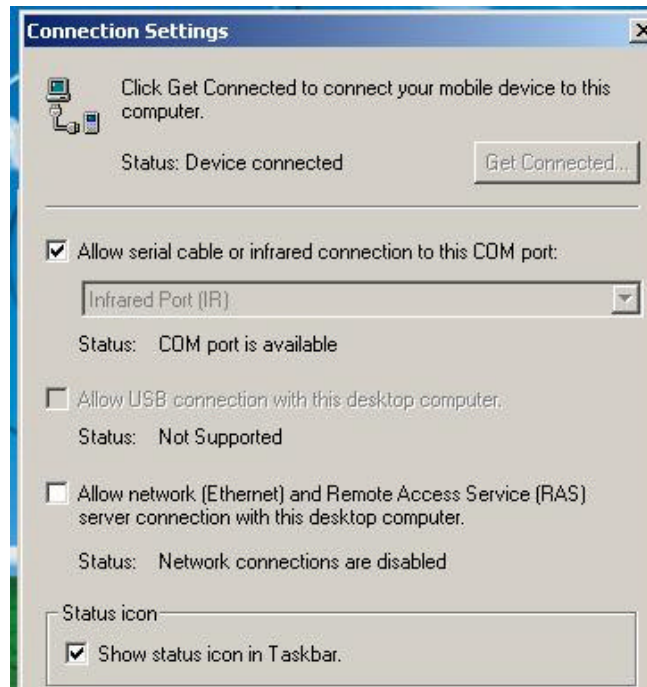 Connection Settings
Click Get Connected to connect your mobile device to this
computer.
Status: Device connected
Get Connected...
Allow serial cable or infrared connection to this COM port:
Infrared Port (IR)
Status: COM port is available
Allow USB connection with this desktop computer.
Status: Not Supported
Allow network (Ethernet) and Remote Access Service (RAS)
server connection with this desktop computer.
Status: Network connections are disabled
Status icon
Show status icon in Taskbar.